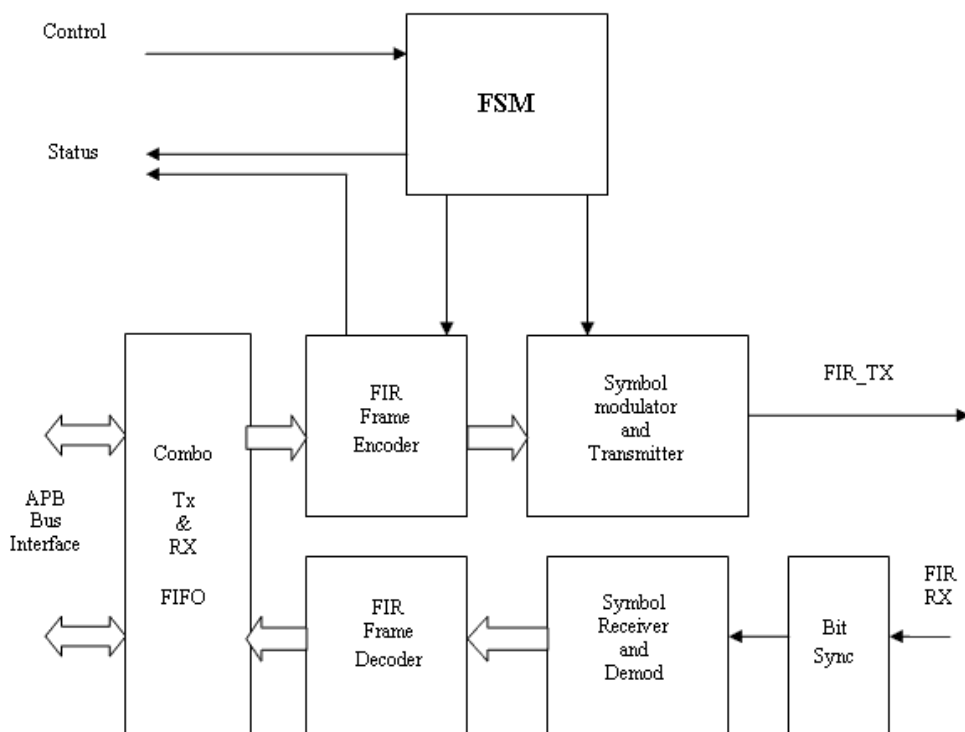 Control
FSM
Status
FIR
Frame
Encoder
Symbol
modulator
and
Transmitter
FIR_TX
Combo
Tx
&
RX
FIFO
APB
Bus
Interface
FIR
Frame
Decoder
Symbol
Receiver
and
Demod
Bit
Sync
FIR
RX